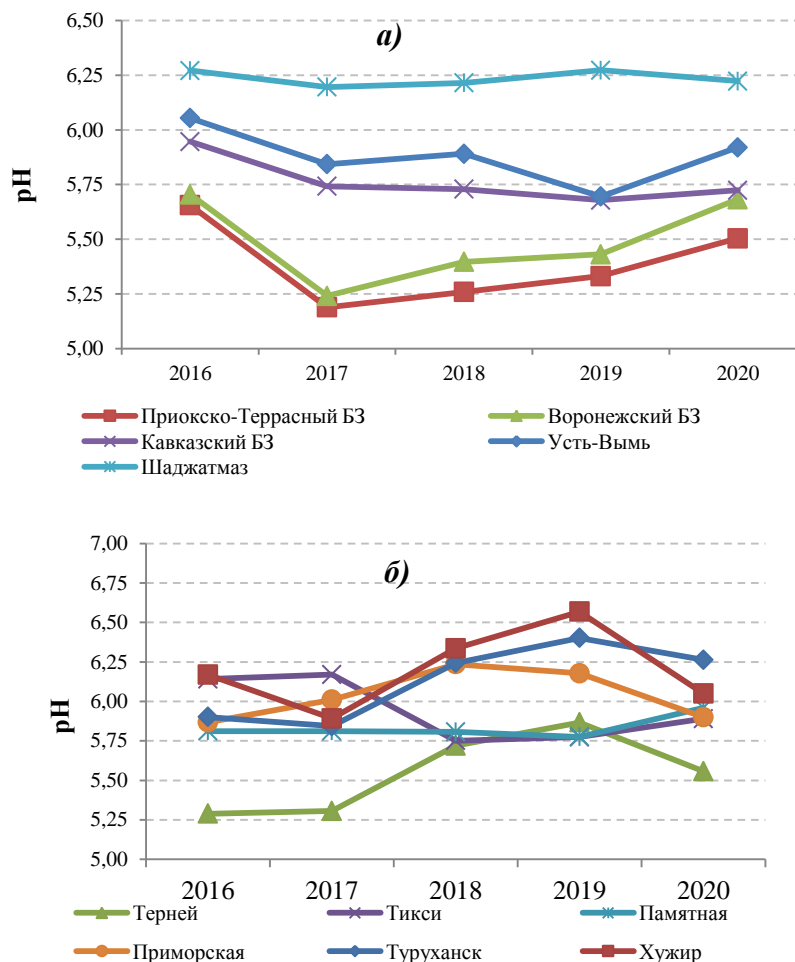 а)
6,50
6,25
6,00
5,75
5,50
5,25
5,00
pH
2016 2017 2018 2019 2020
Приокско-Террасный БЗ Воронежский БЗ
Кавказский БЗ Усть-Вымь
Шаджатмаз
б)
7,00
6,75
6,50
6,25
6,00
5,75
5,50
5,25
5,00
pH
2016 2017 2018 2019 2020
Терней Тикси Памятная
Приморская Туруханск Хужир